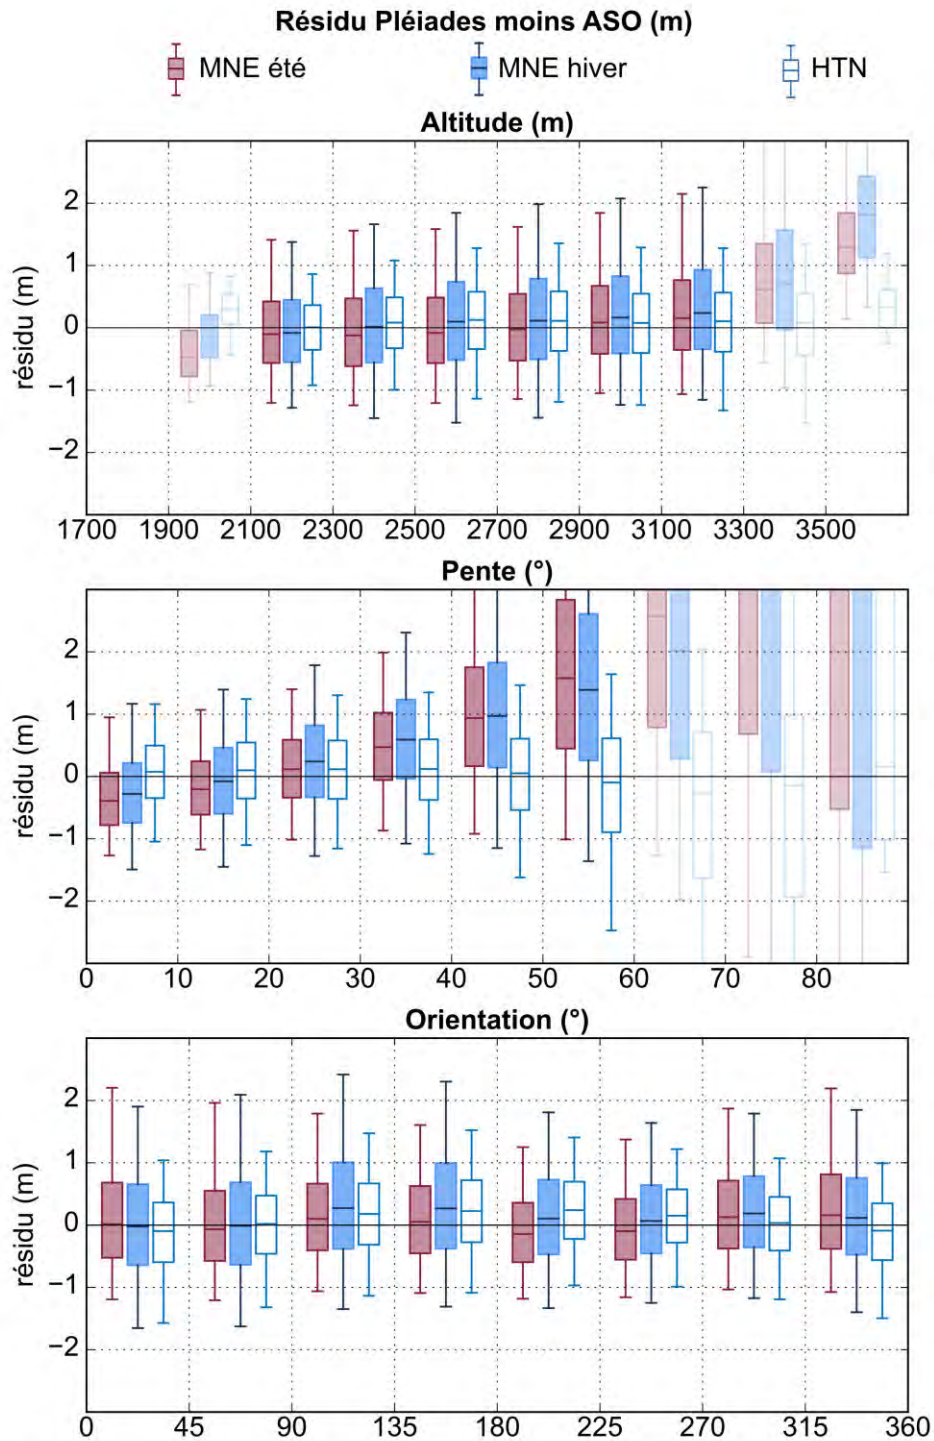 Résidu Pléiades moins ASO (m)
MNE été MNE hiver HTN
Altitude (m)
résidu (m)
2
1
0
−1
−2
1700 1900 2100 2300 2500 2700 2900 3100 3300 3500
Pente (°)
résidu (m)
2
1
0
−1
−2
0 10 20 30 40 50 60 70 80
Orientation (°)
résidu (m)
2
1
0
−1
−2
0 45 90 135 180 225 270 315 360